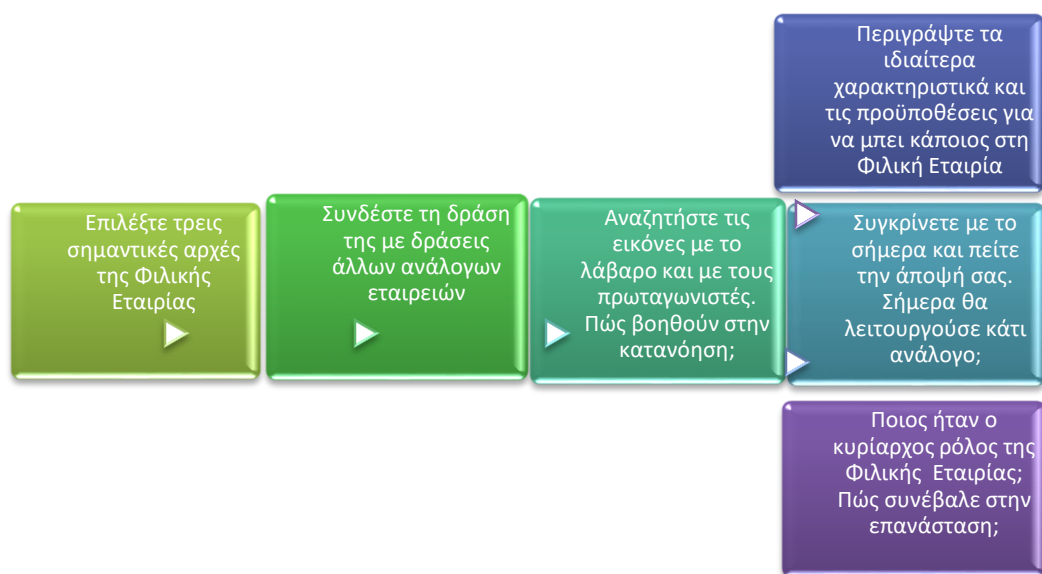 Επιλέξτε τρεις
σημαντικές αρχές
της Φιλικής
Εταιρίας
Συνδέστε τη δράση
της με δράσεις
άλλων ανάλογων
εταιρειών
Αναζητήστε τις
εικόνες με το
λάβαρο και με τους
πρωταγωνιστές.
Πώς βοηθούν στην
κατανόηση;
Περιγράψτε τα
ιδιαίτερα
χαρακτηριστικά και
τις προϋποθέσεις για
να μπει κάποιος στη
Φιλική Εταιρία
Συγκρίνετε με το
σήμερα και πείτε
την άποψή σας.
Σήμερα θα
λειτουργούσε κάτι
ανάλογο;
Ποιος ήταν ο
κυρίαρχος ρόλος της
Φιλικής  Εταιρίας;
Πώς συνέβαλε στην
επανάσταση;